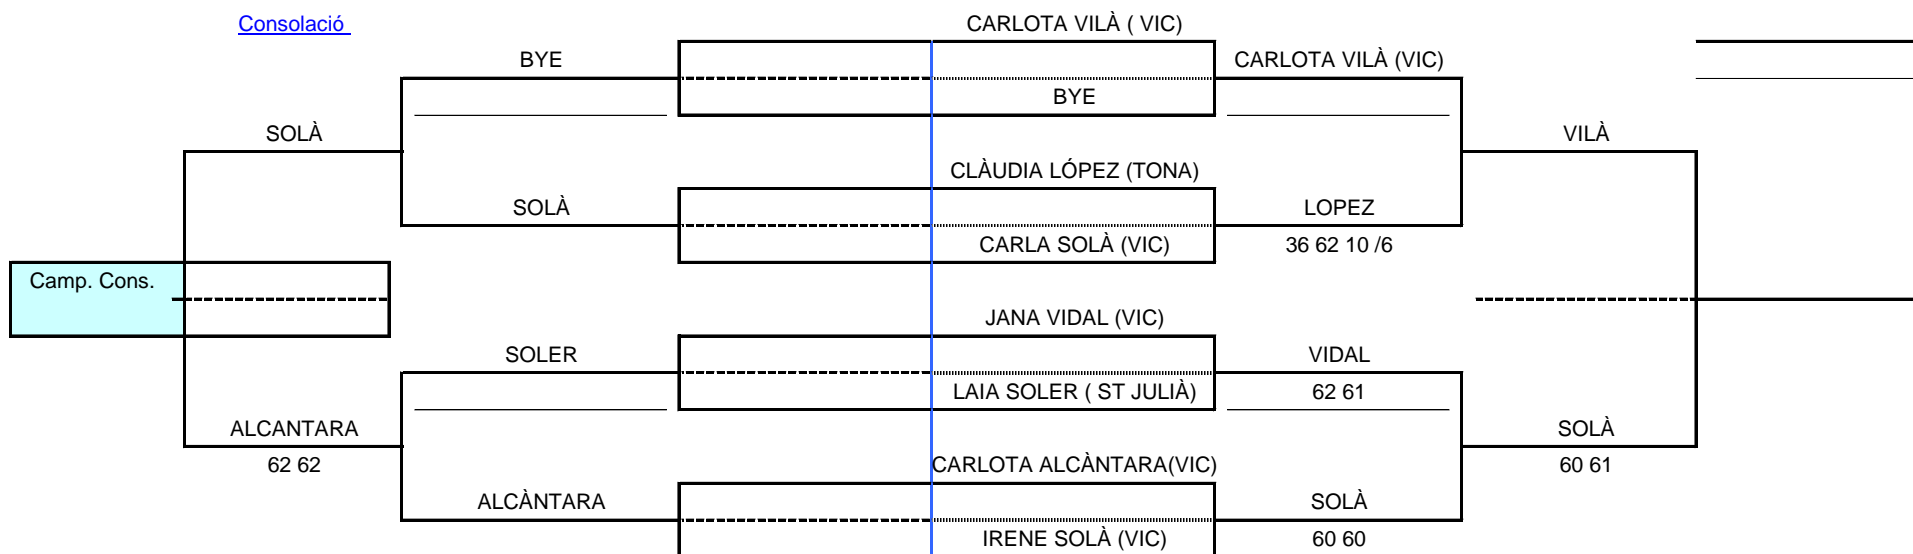 Consolació
CARLOTA VILÀ ( VIC)
BYE
CARLOTA VILÀ (VIC)
BYE
SOLÀ
VILÀ
CLÀUDIA LÓPEZ (TONA)
SOLÀ
LOPEZ
CARLA SOLÀ (VIC)
36 62 10 /6
Camp. Cons.
JANA VIDAL (VIC)
SOLER
VIDAL
LAIA SOLER ( ST JULIÀ)
62 61
ALCANTARA
SOLÀ
62 62
CARLOTA ALCÀNTARA(VIC)
60 61
ALCÀNTARA
SOLÀ
IRENE SOLÀ (VIC)
60 60